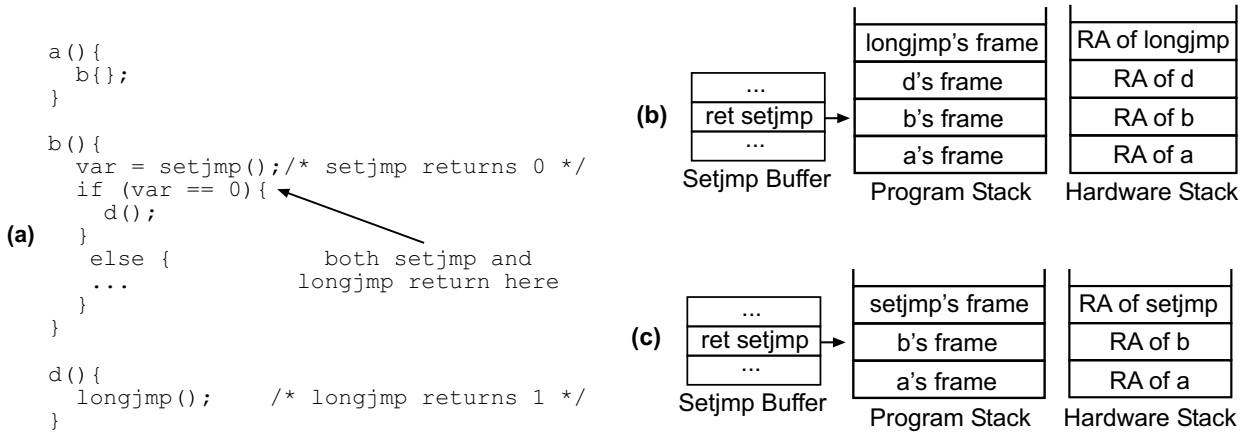 (a)
a(){
b{};
}
b(){
var = setjmp();/* setjmp returns 0 */
if (var == 0){
d();
}
else {
...
}
}
both setjmp and
longjmp return here
d(){
longjmp(); /* longjmp returns 1 */
}
(b)
...
ret setjmp
...
Setjmp Buffer
longjmp's frame
d's frame
b's frame
a's frame
Program Stack
RA of longjmp
RA of d
RA of b
RA of a
Hardware Stack
(c)
...
ret setjmp
...
Setjmp Buffer
setjmp's frame
b's frame
a's frame
Program Stack
RA of setjmp
RA of b
RA of a
Hardware Stack